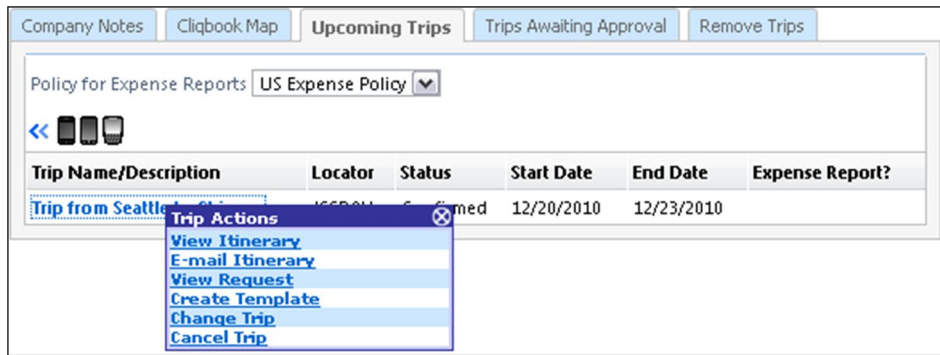 Company Notes Cliqbook Map Upcoming Trips Trips Awaiting Approval Remove Trips
Policy for Expense Reports US Expense Policy
Trip Name/Description Locator Status Start Date End Date Expense Report?
Trip from Seattle 12/20/2010 12/23/2010
Trip Actions
View Itinerary
E-mail Itinerary
View Request
Create Template
Change Trip
Cancel Trip